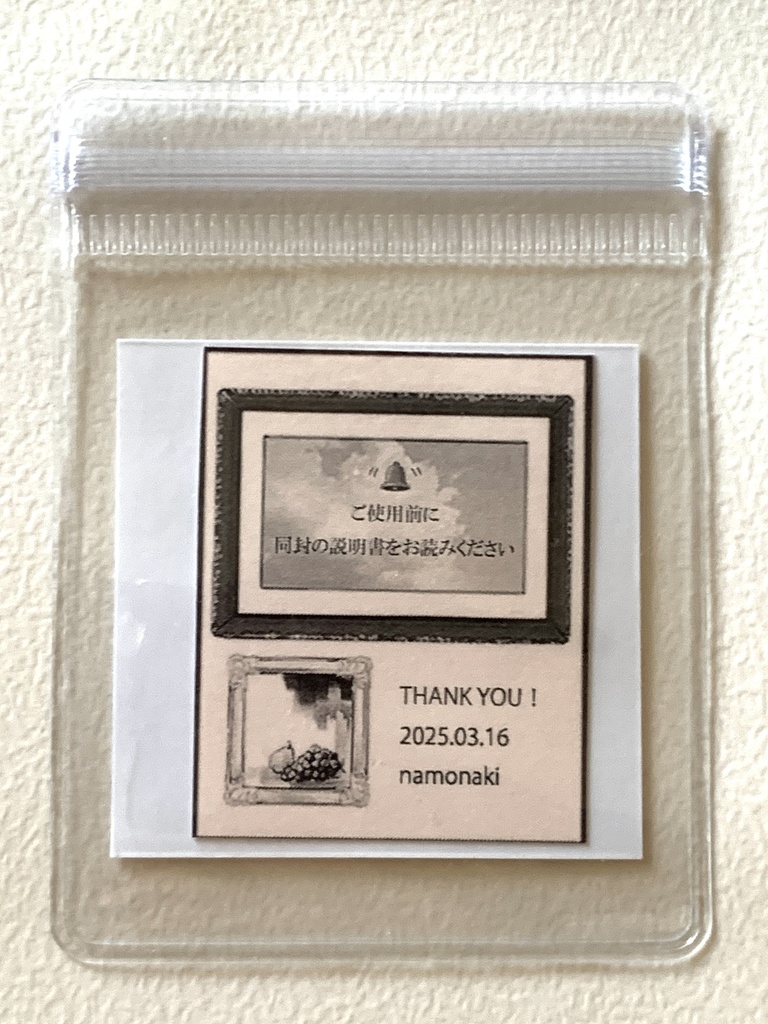 ご使用前に
同封の説明書をお読みください
THANK YOU！
2025.03.16
namonaki